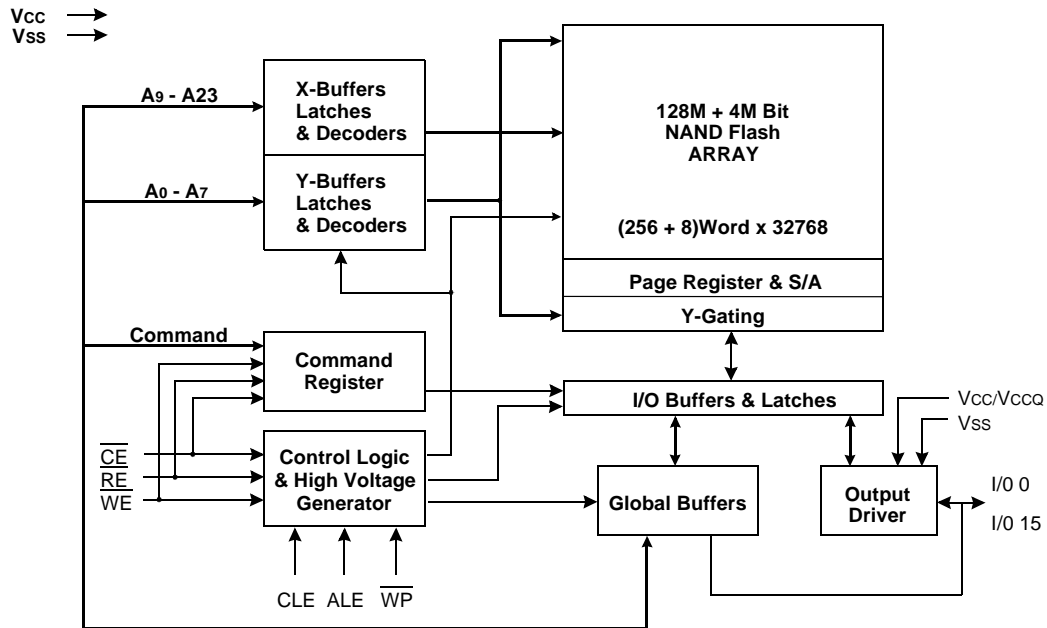 VCC
VSS
A9 - A23
X-Buffers
Latches
& Decoders
A0 - A7
Y-Buffers
Latches
& Decoders
128M + 4M Bit
NAND Flash
ARRAY
(256 + 8)Word x 32768
Page Register & S/A
Y-Gating
Command
Command
Register
I/O Buffers & Latches
VCC/VCCQ
VSS
CE
RE
WE
Control Logic
& High Voltage
Generator
Global Buffers
Output
Driver
I/0 0
I/0 15
CLE ALE WP